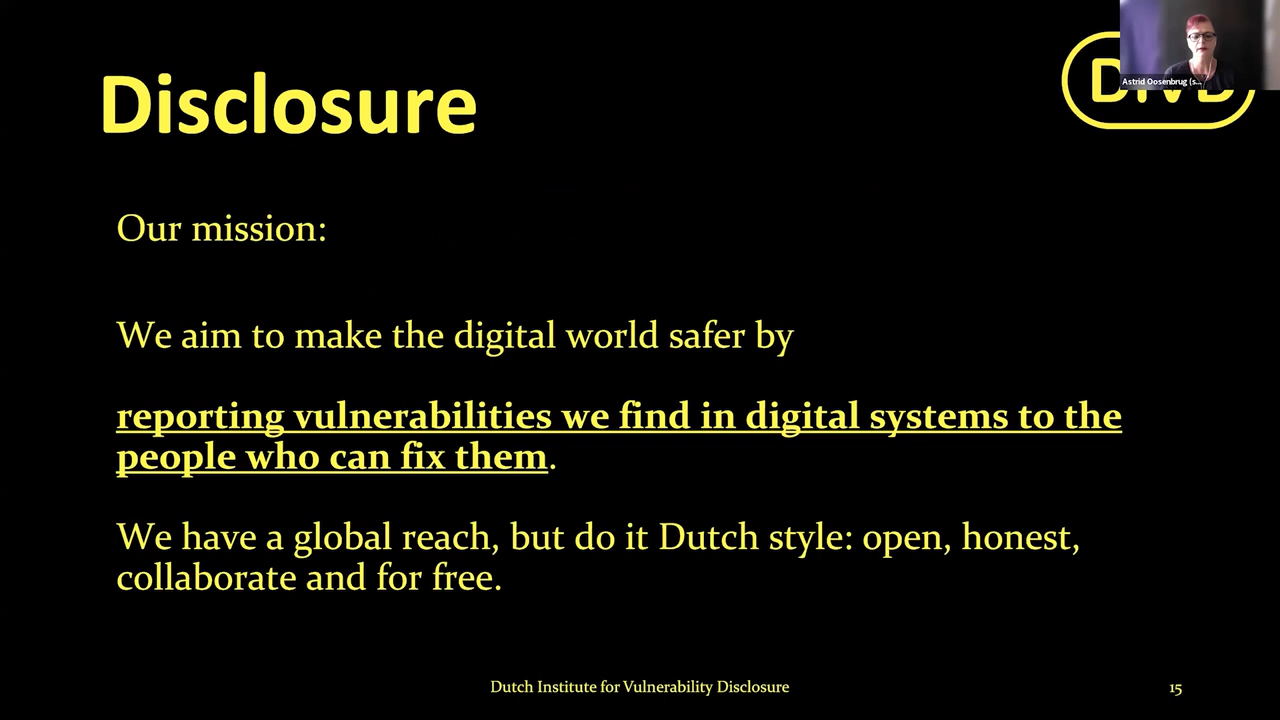 Disclosure
Astrid Oosenbrug (s...
Our mission:
We aim to make the digital world safer by
reporting vulnerabilities we find in digital systems to the
people who can fix them.
We have a global reach, but do it Dutch style: open, honest,
collaborate and for free.
Dutch Institute for Vulnerability Disclosure
15